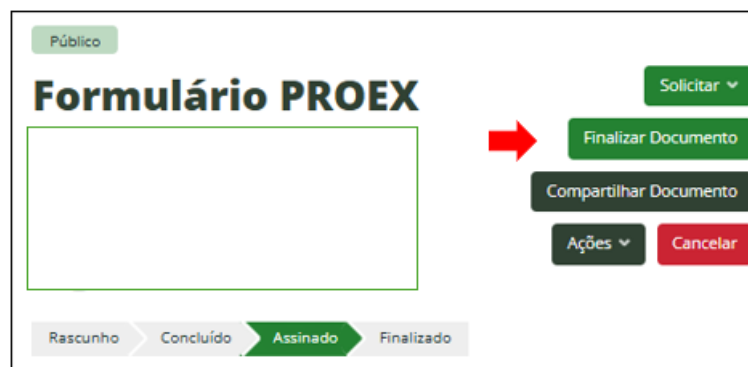 Público
Formulário PROEX
Solicitar
Finalizar Documento
Compartilhar Documento
Ações
Cancelar
Rascunho
Concluído
Assinado
Finalizado